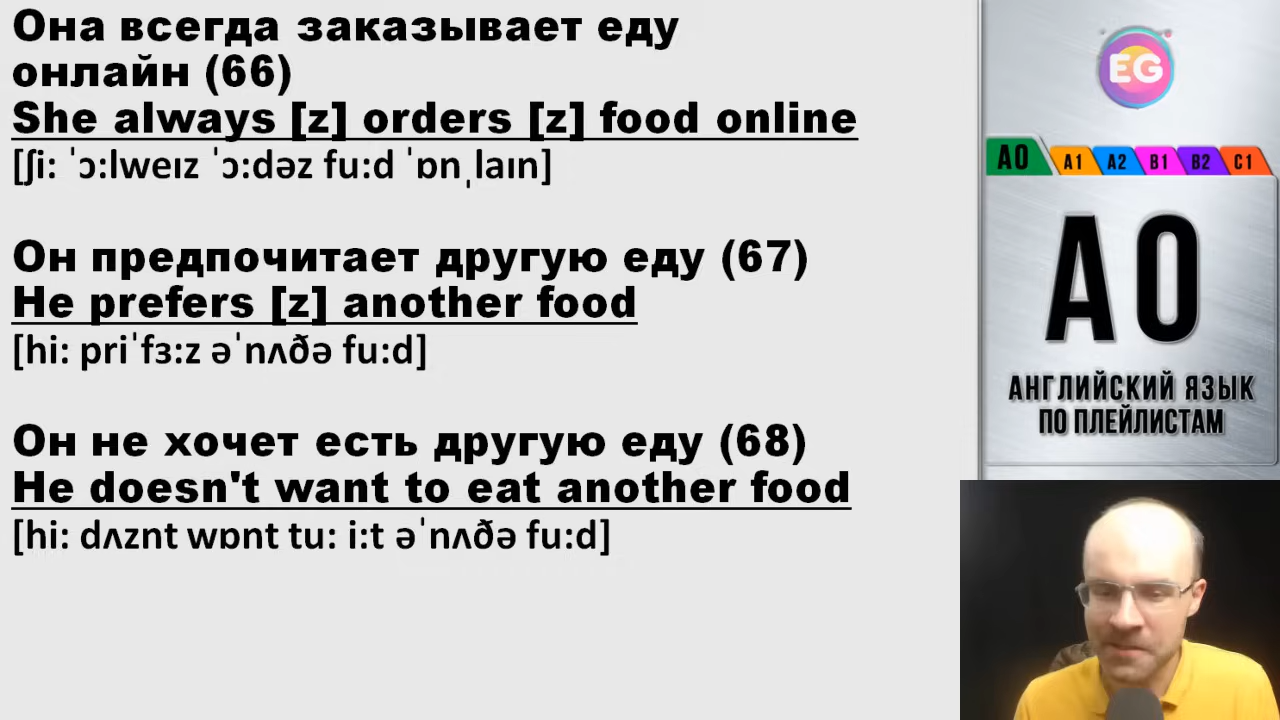 Она всегда заказывает еду
онлайн (66)
She always [z] orders [z] food online
[ʃi: ˈɔ:lweɪz ˈɔ:dəz fu:d ˈɒnˌlaɪn]
Он предпочитает другую еду (67)
He prefers [z] another food
[hi: priˈfɜ:z əˈnʌðə fu:d]
Он не хочет есть другую еду (68)
He doesn't want to eat another food
[hi: dʌznt wɒnt tu: i:t əˈnʌðə fu:d]
EG
A0 A1 A2 B1 B2 C1
A0
АНГЛИЙСКИЙ ЯЗЫК
ПО ПЛЕЙЛИСТАМ